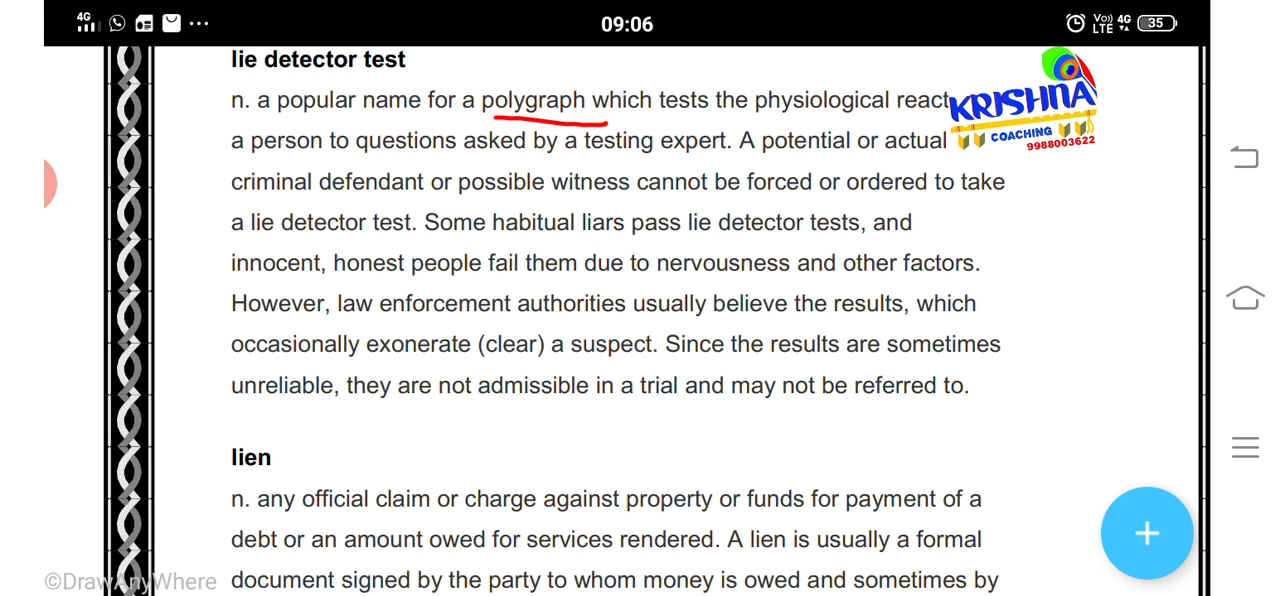 4G
09:06
Vo)) 4G
LTE
35
lie detector test
n. a popular name for a polygraph which tests the physiological react
KRISHNA
COACHING
9988003622
a person to questions asked by a testing expert. A potential or actual
criminal defendant or possible witness cannot be forced or ordered to take
a lie detector test. Some habitual liars pass lie detector tests, and
innocent, honest people fail them due to nervousness and other factors.
However, law enforcement authorities usually believe the results, which
occasionally exonerate (clear) a suspect. Since the results are sometimes
unreliable, they are not admissible in a trial and may not be referred to.
lien
n. any official claim or charge against property or funds for payment of a
debt or an amount owed for services rendered. A lien is usually a formal
document signed by the party to whom money is owed and sometimes by
©DrawAnyWhere